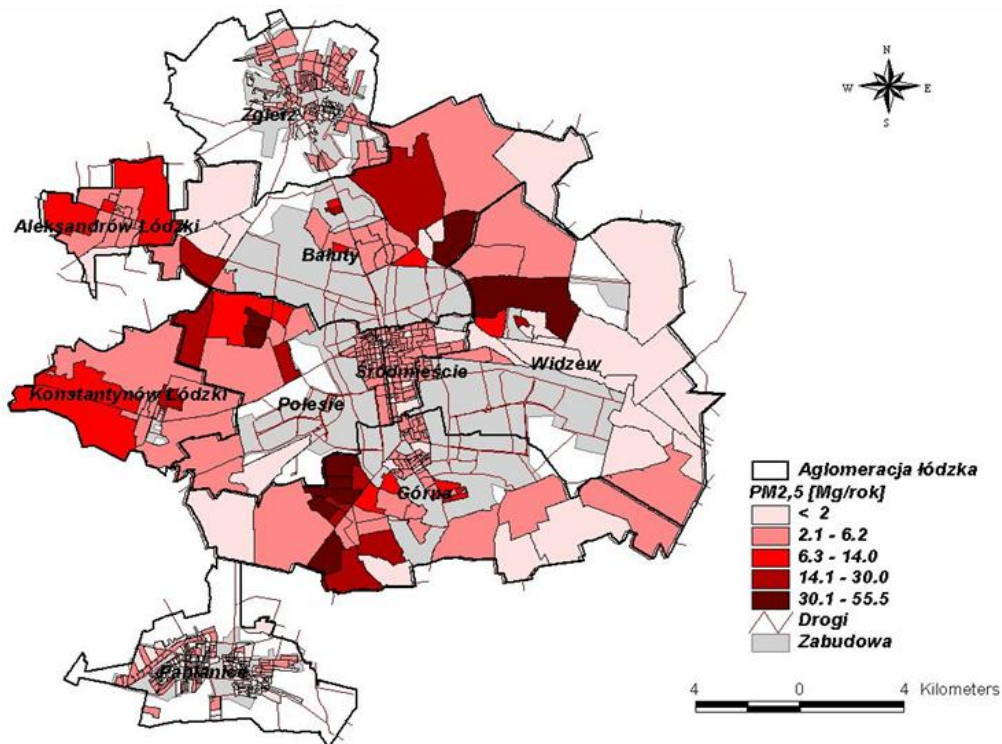 N
W E
S
Zgierz
Aleksandrów Łódzki
Bałuty
Widzew
Śródmieście
Konstantynów Łódzki
Polesie
Górna
Pabianice
Aglomeracja łódzka
PM2,5 [Mg/rok]
< 2
2.1 - 6.2
6.3 - 14.0
14.1 - 30.0
30.1 - 55.5
Drogi
Zabudowa
4 0 4 Kilometers